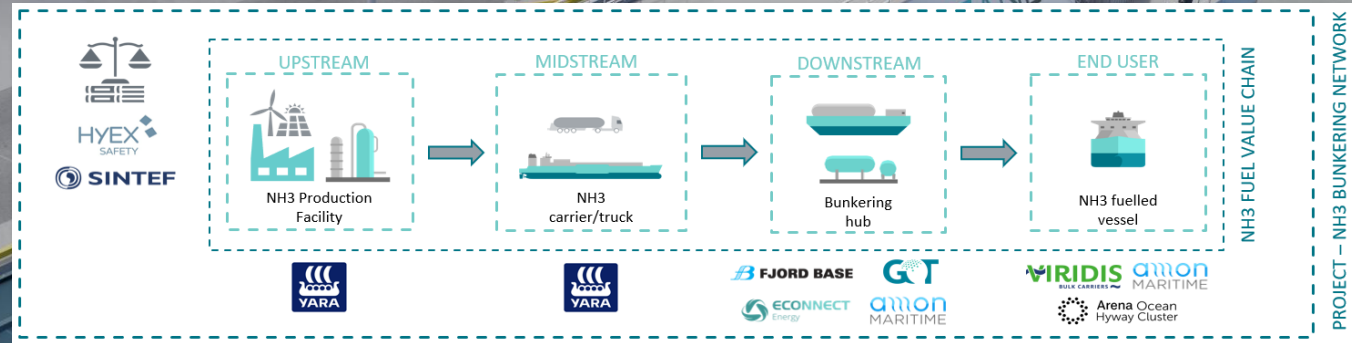 HYEX
SAFETY
SINTEF
UPSTREAM
NH3 Production
Facility
MIDSTREAM
NH3
carrier/truck
DOWNSTREAM
Bunkering
hub
END USER
NH3 fuelled
vessel
NH3 FUEL VALUE CHAIN
PROJECT – NH3 BUNKERING NETWORK
YARA
YARA
FJORD BASE
GOT
ECONNECT
Energy
amon
MARITIME
VIRIDIS
BULK CARRIERS
amon
MARITIME
Arena Ocean
Hyway Cluster